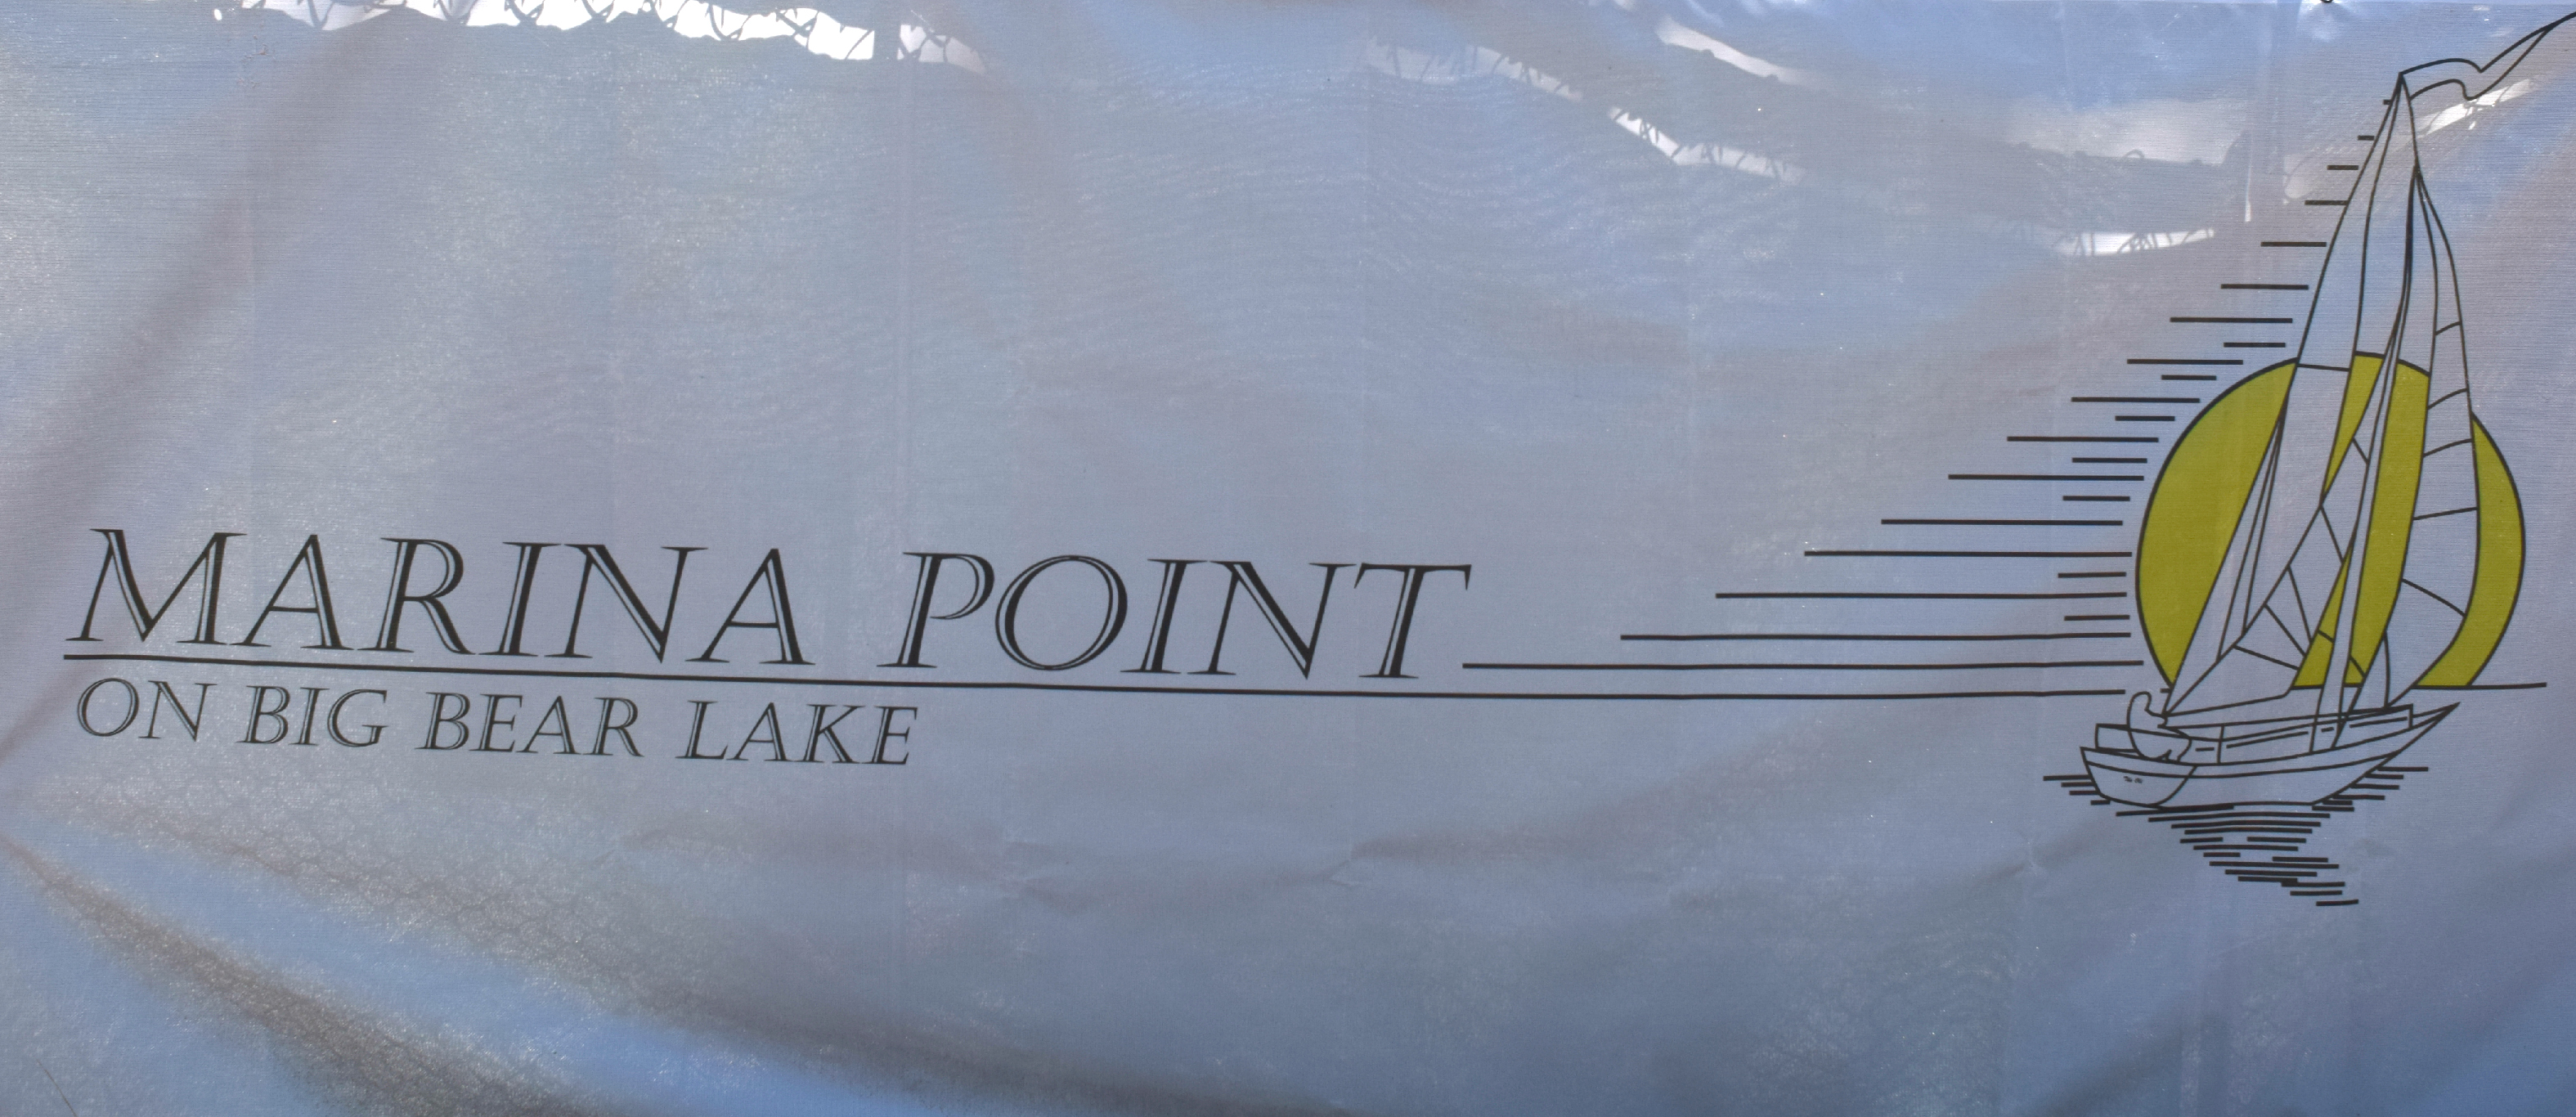 MARINA POINT
ON BIG BEAR LAKE